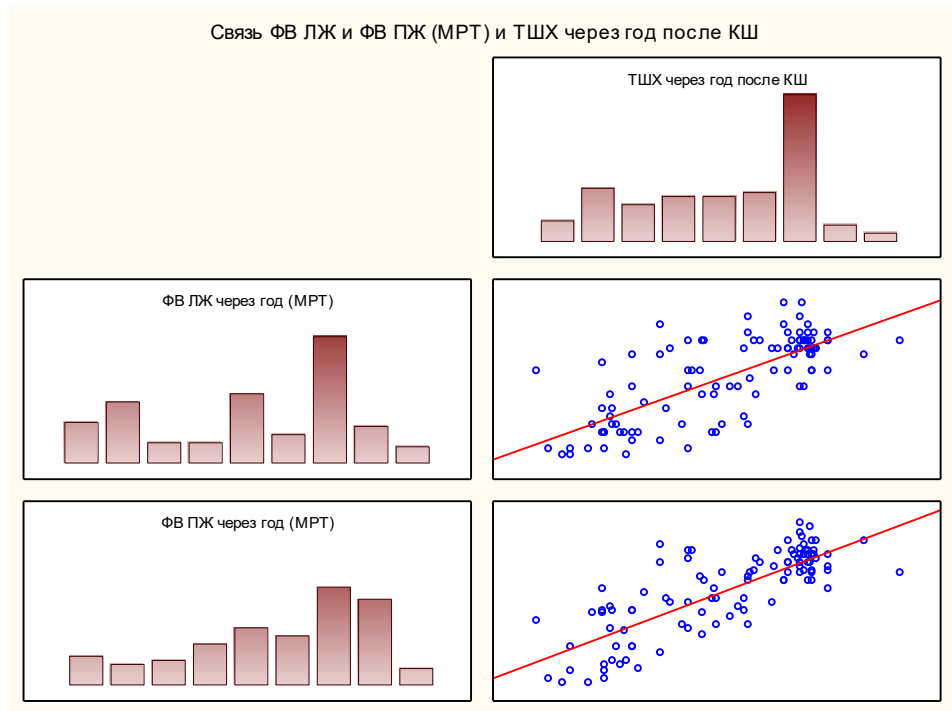 Связь ФВ ЛЖ и ФВ ПЖ (МРТ) и ТШХ через год после КШ
ТШХ через год после КШ
ФВ ЛЖ через год (МРТ)
ФВ ПЖ через год (МРТ)